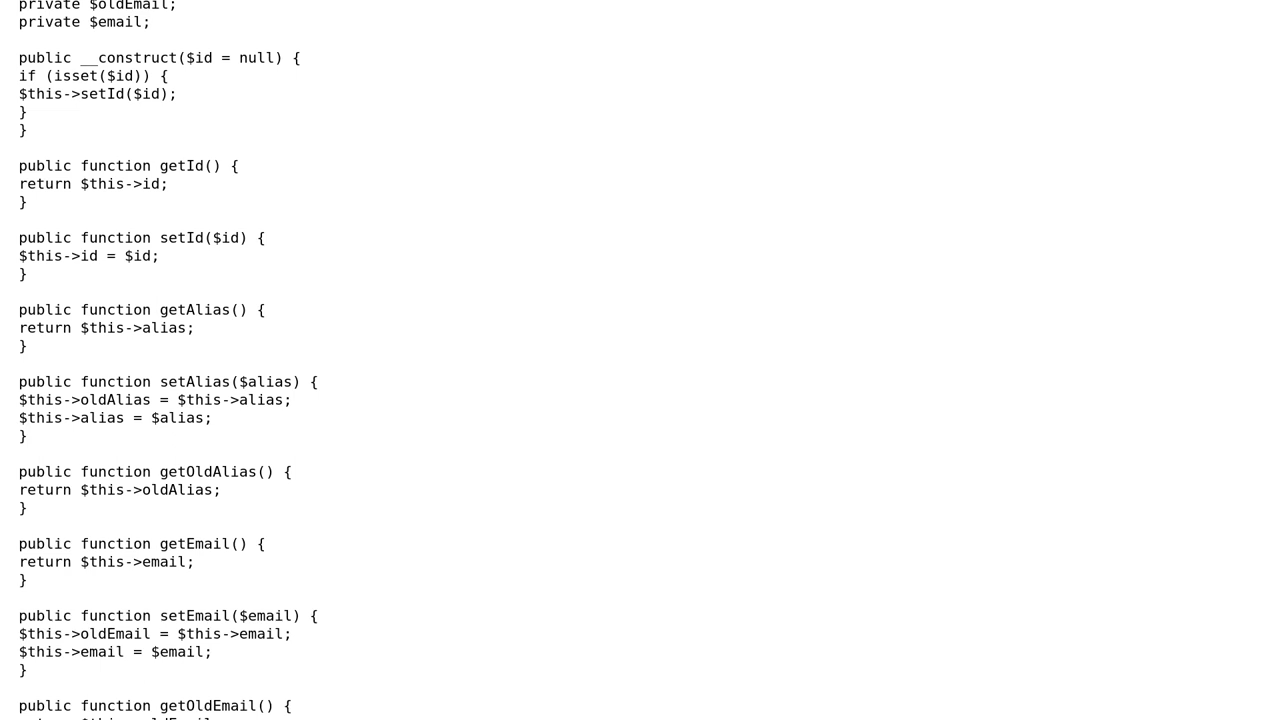 private $oldEmail;
private $email;

public __construct($id = null) {
if (isset($id)) {
$this->setId($id);
}
}

public function getId() {
return $this->id;
}

public function setId($id) {
$this->id = $id;
}

public function getAlias() {
return $this->alias;
}

public function setAlias($alias) {
$this->oldAlias = $this->alias;
$this->alias = $alias;
}

public function getOldAlias() {
return $this->oldAlias;
}

public function getEmail() {
return $this->email;
}

public function setEmail($email) {
$this->oldEmail = $this->email;
$this->email = $email;
}

public function getOldEmail() {